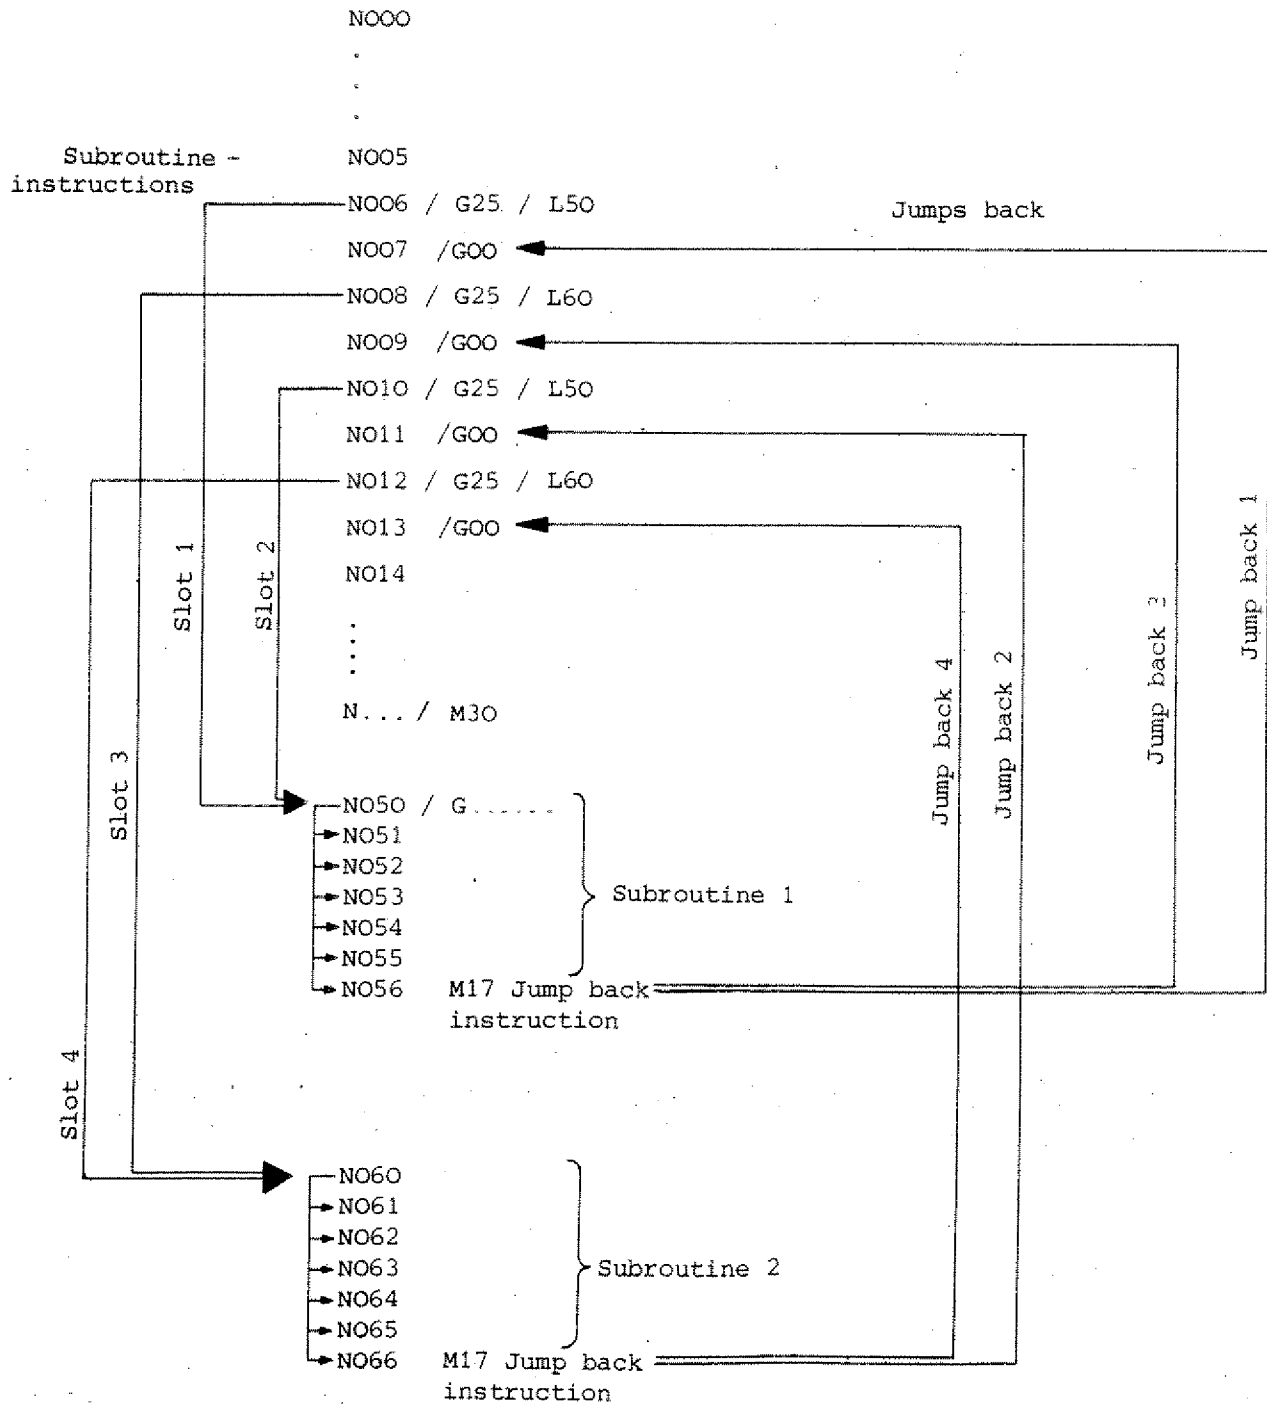 N000
.
.
.
Subroutine -
instructions
N005
N006 / G25 / L50
Jumps back
N007 /G00
N008 / G25 / L60
N009 /G00
N010 / G25 / L50
N011 /G00
N012 / G25 / L60
N013 /G00
N014
.
.
.
.
N... / M30
Slot 1
Slot 2
Slot 3
Slot 4
Jump back 4
Jump back 2
Jump back 3
Jump back 1
N050 / G......
N051
N052
N053
N054
N055
N056 M17 Jump back
instruction
Subroutine 1
N060
N061
N062
N063
N064
N065
N066 M17 Jump back
instruction
Subroutine 2